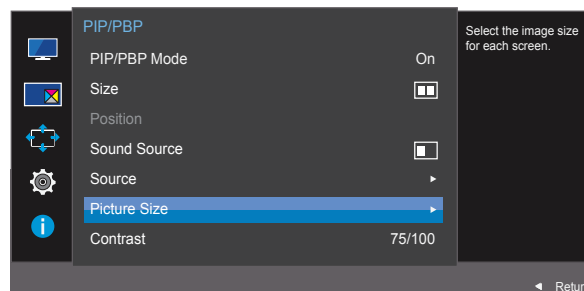 PIP/PBP
PIP/PBP Mode On
Size
Position
Sound Source
Source
Picture Size
Contrast 75/100
Select the image size
for each screen.
Retur